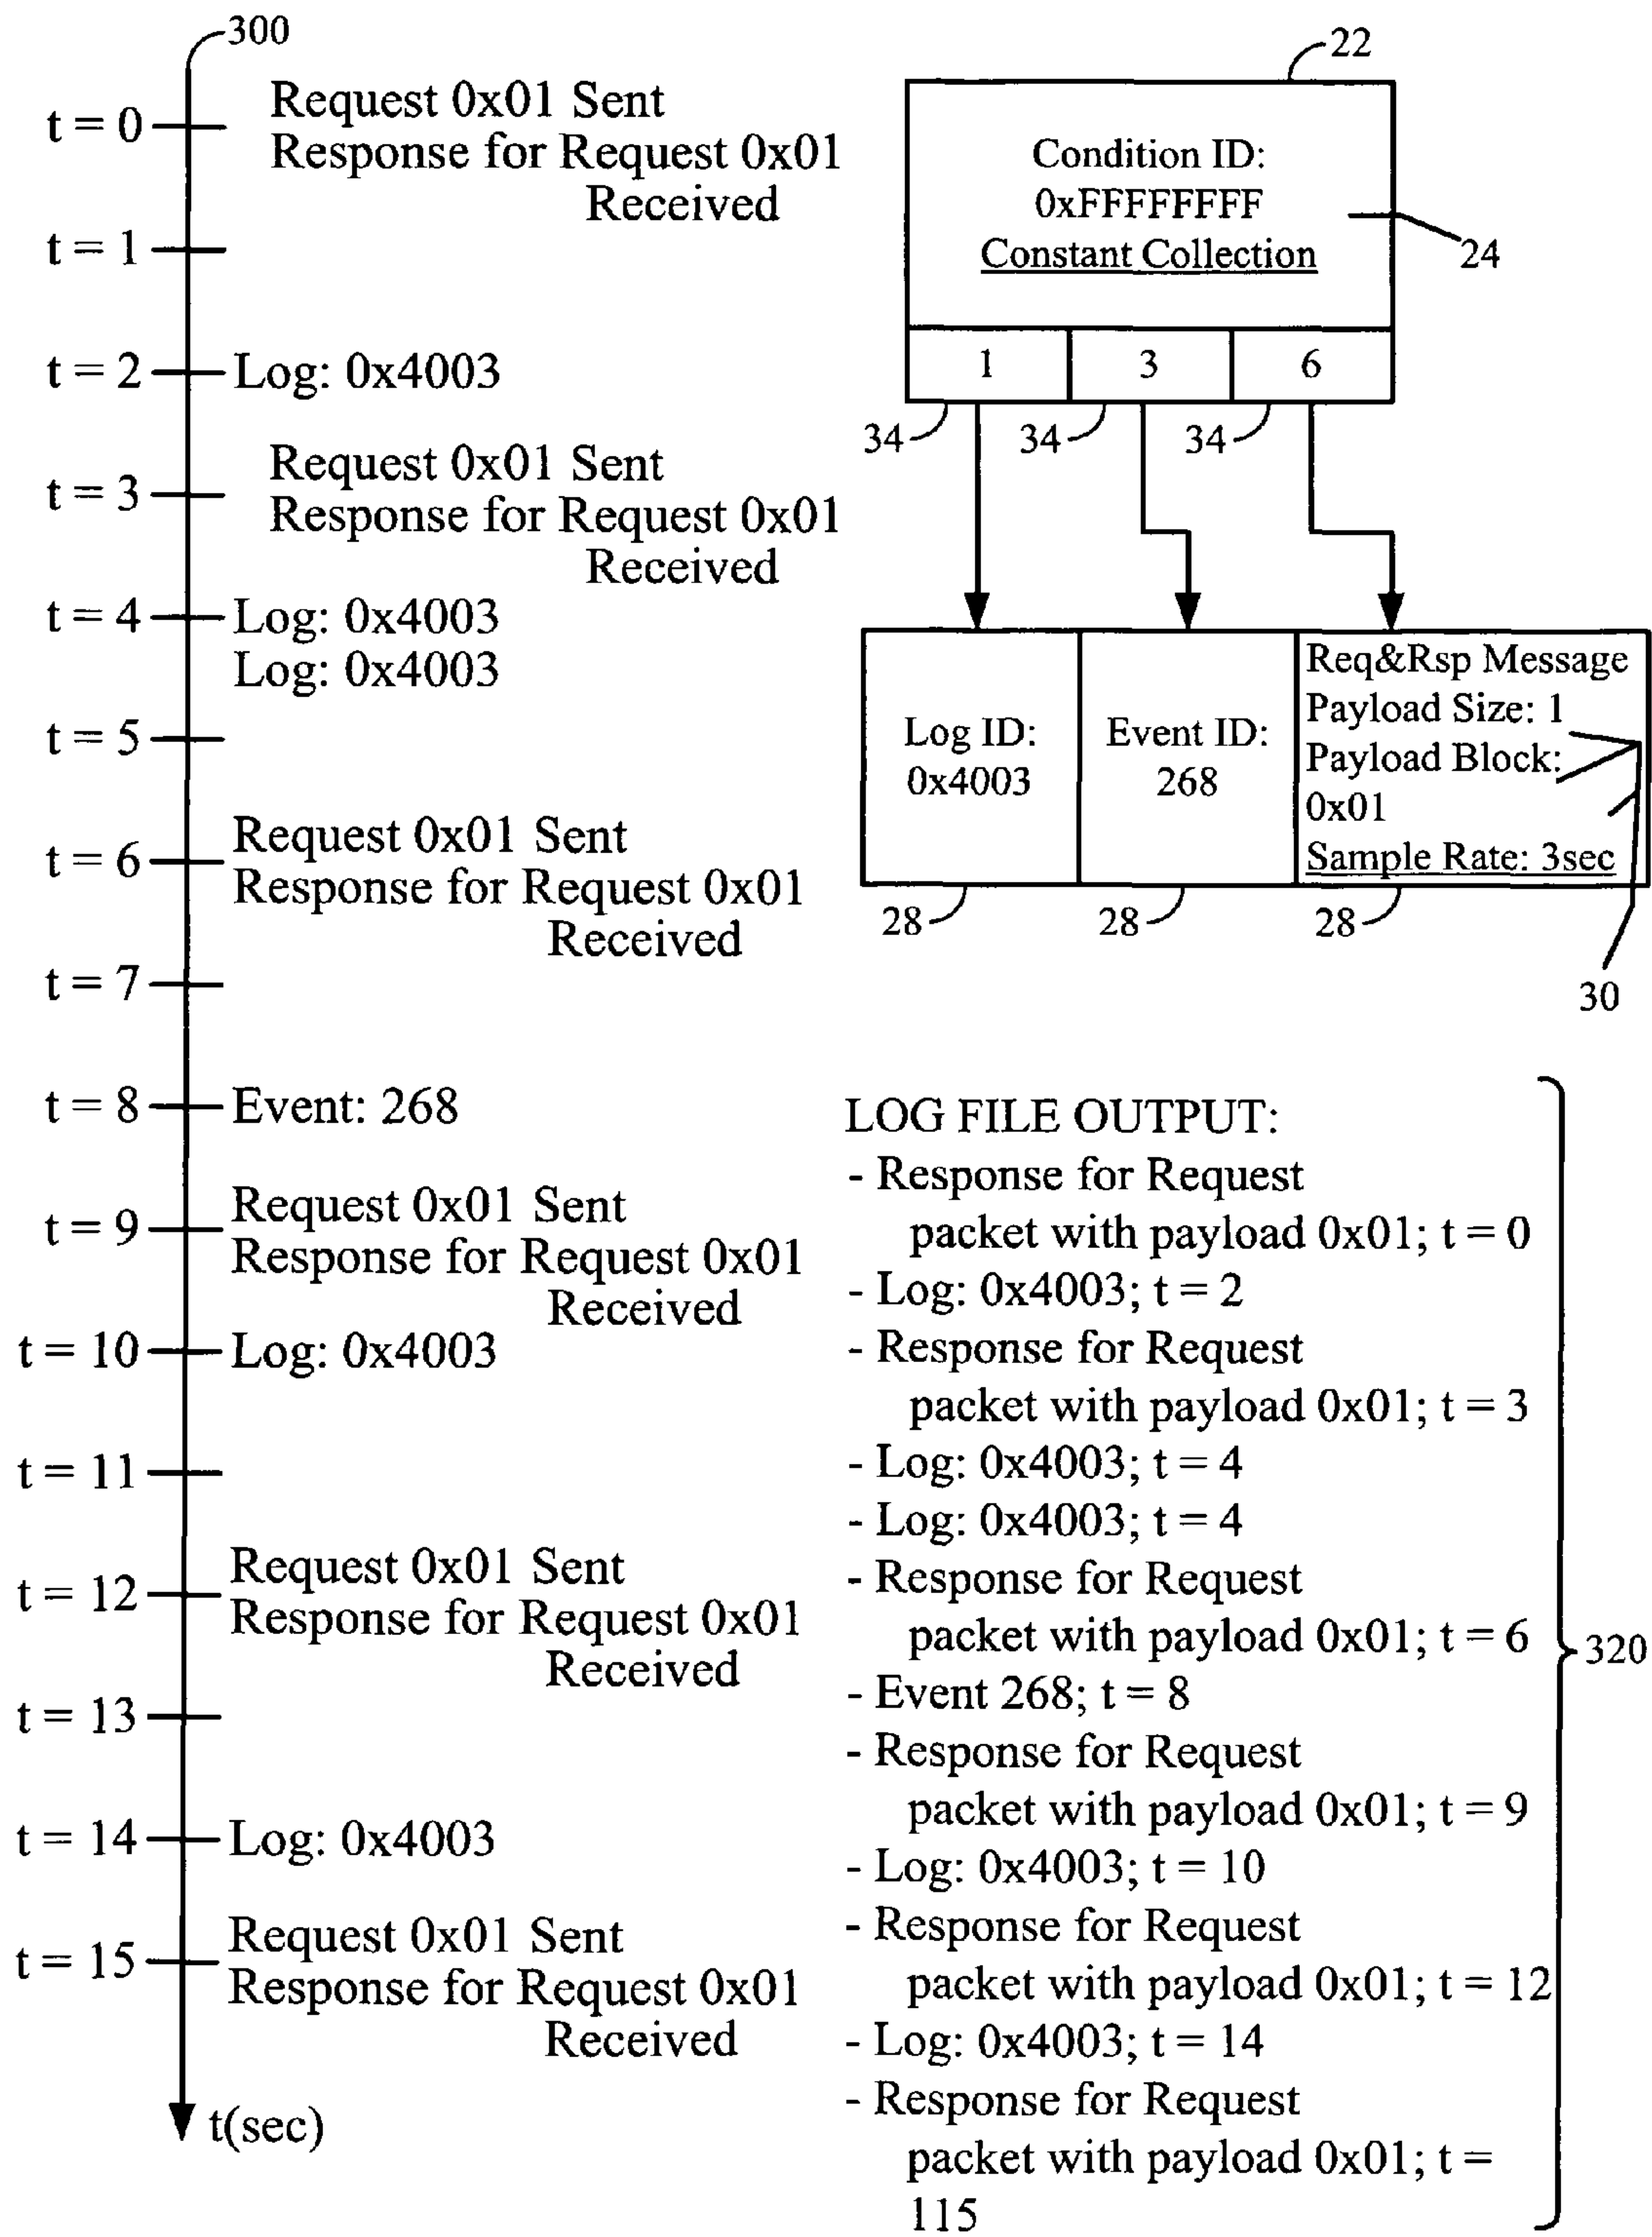 300
t = 0
Request 0x01 Sent
Response for Request 0x01
Received
t = 1
t = 2
Log: 0x4003
t = 3
Request 0x01 Sent
Response for Request 0x01
Received
t = 4
Log: 0x4003
Log: 0x4003
t = 5
t = 6
Request 0x01 Sent
Response for Request 0x01
Received
t = 7
t = 8
Event: 268
t = 9
Request 0x01 Sent
Response for Request 0x01
Received
t = 10
Log: 0x4003
t = 11
t = 12
Request 0x01 Sent
Response for Request 0x01
Received
t = 13
t = 14
Log: 0x4003
t = 15
Request 0x01 Sent
Response for Request 0x01
Received
t(sec)
22
Condition ID:
0xFFFFFFFF
Constant Collection
24
1 3 6
34 34 34
Log ID:
0x4003
Event ID:
268
Req&Rsp Message
Payload Size: 1
Payload Block:
0x01
Sample Rate: 3sec
28 28 28
30
LOG FILE OUTPUT:
- Response for Request
packet with payload 0x01; t = 0
- Log: 0x4003; t = 2
- Response for Request
packet with payload 0x01; t = 3
- Log: 0x4003; t = 4
- Log: 0x4003; t = 4
- Response for Request
packet with payload 0x01; t = 6
- Event 268; t = 8
- Response for Request
packet with payload 0x01; t = 9
- Log: 0x4003; t = 10
- Response for Request
packet with payload 0x01; t = 12
- Log: 0x4003; t = 14
- Response for Request
packet with payload 0x01; t =
115
320